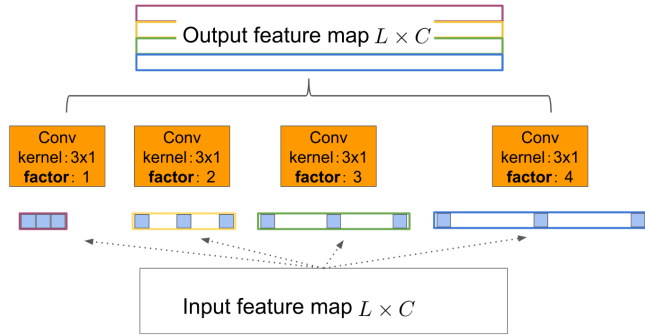 Output feature map L × C
Conv
kernel: 3x1
factor: 1
Conv
kernel: 3x1
factor: 2
Conv
kernel: 3x1
factor: 3
Conv
kernel: 3x1
factor: 4
Input feature map L × C